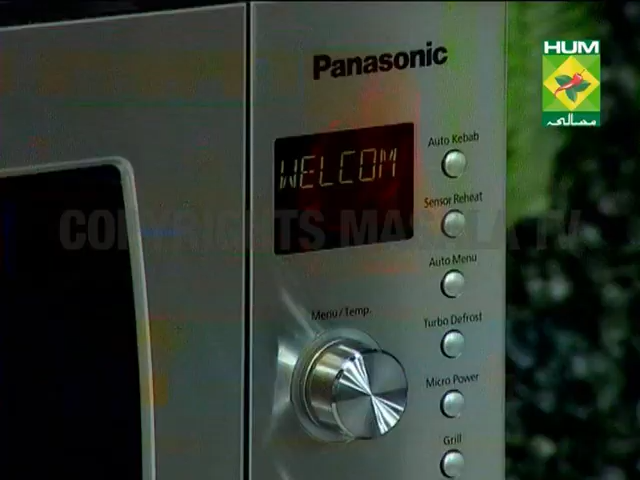 Panasonic
HUM
مصالحہ
WELCOM
Auto Kebab
Sensor Reheat
COPYRIGHTS MASALA TV
Auto Menu
Menu/Temp.
Turbo Defrost
Micro Power
Grill